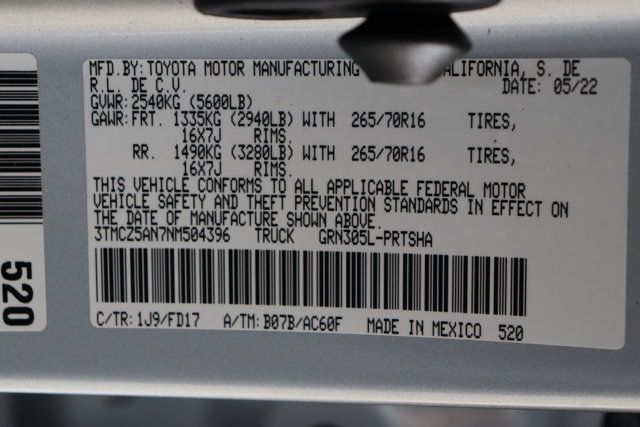 MFD.BY:TOYOTA MOTOR MANUFACTURING CALIFORNIA, S. DE
R.L. DE C.V. DATE: 05/22
GVWR: 2540KG (5600LB)
GAWR: FRT. 1335KG (2940LB) WITH 265/70R16 TIRES,
16X7J RIMS.
RR. 1490KG (3280LB) WITH 265/70R16 TIRES,
16X7J RIMS.
THIS VEHICLE CONFORMS TO ALL APPLICABLE FEDERAL MOTOR
VEHICLE SAFETY AND THEFT PREVENTION STANDARDS IN EFFECT ON
THE DATE OF MANUFACTURE SHOWN ABOVE.
3TMCZ5AN7NM504396 TRUCK GRN305L-PRTSHA
C/TR: 1J9/FD17 A/TM: B07B/AC60F MADE IN MEXICO 520
520